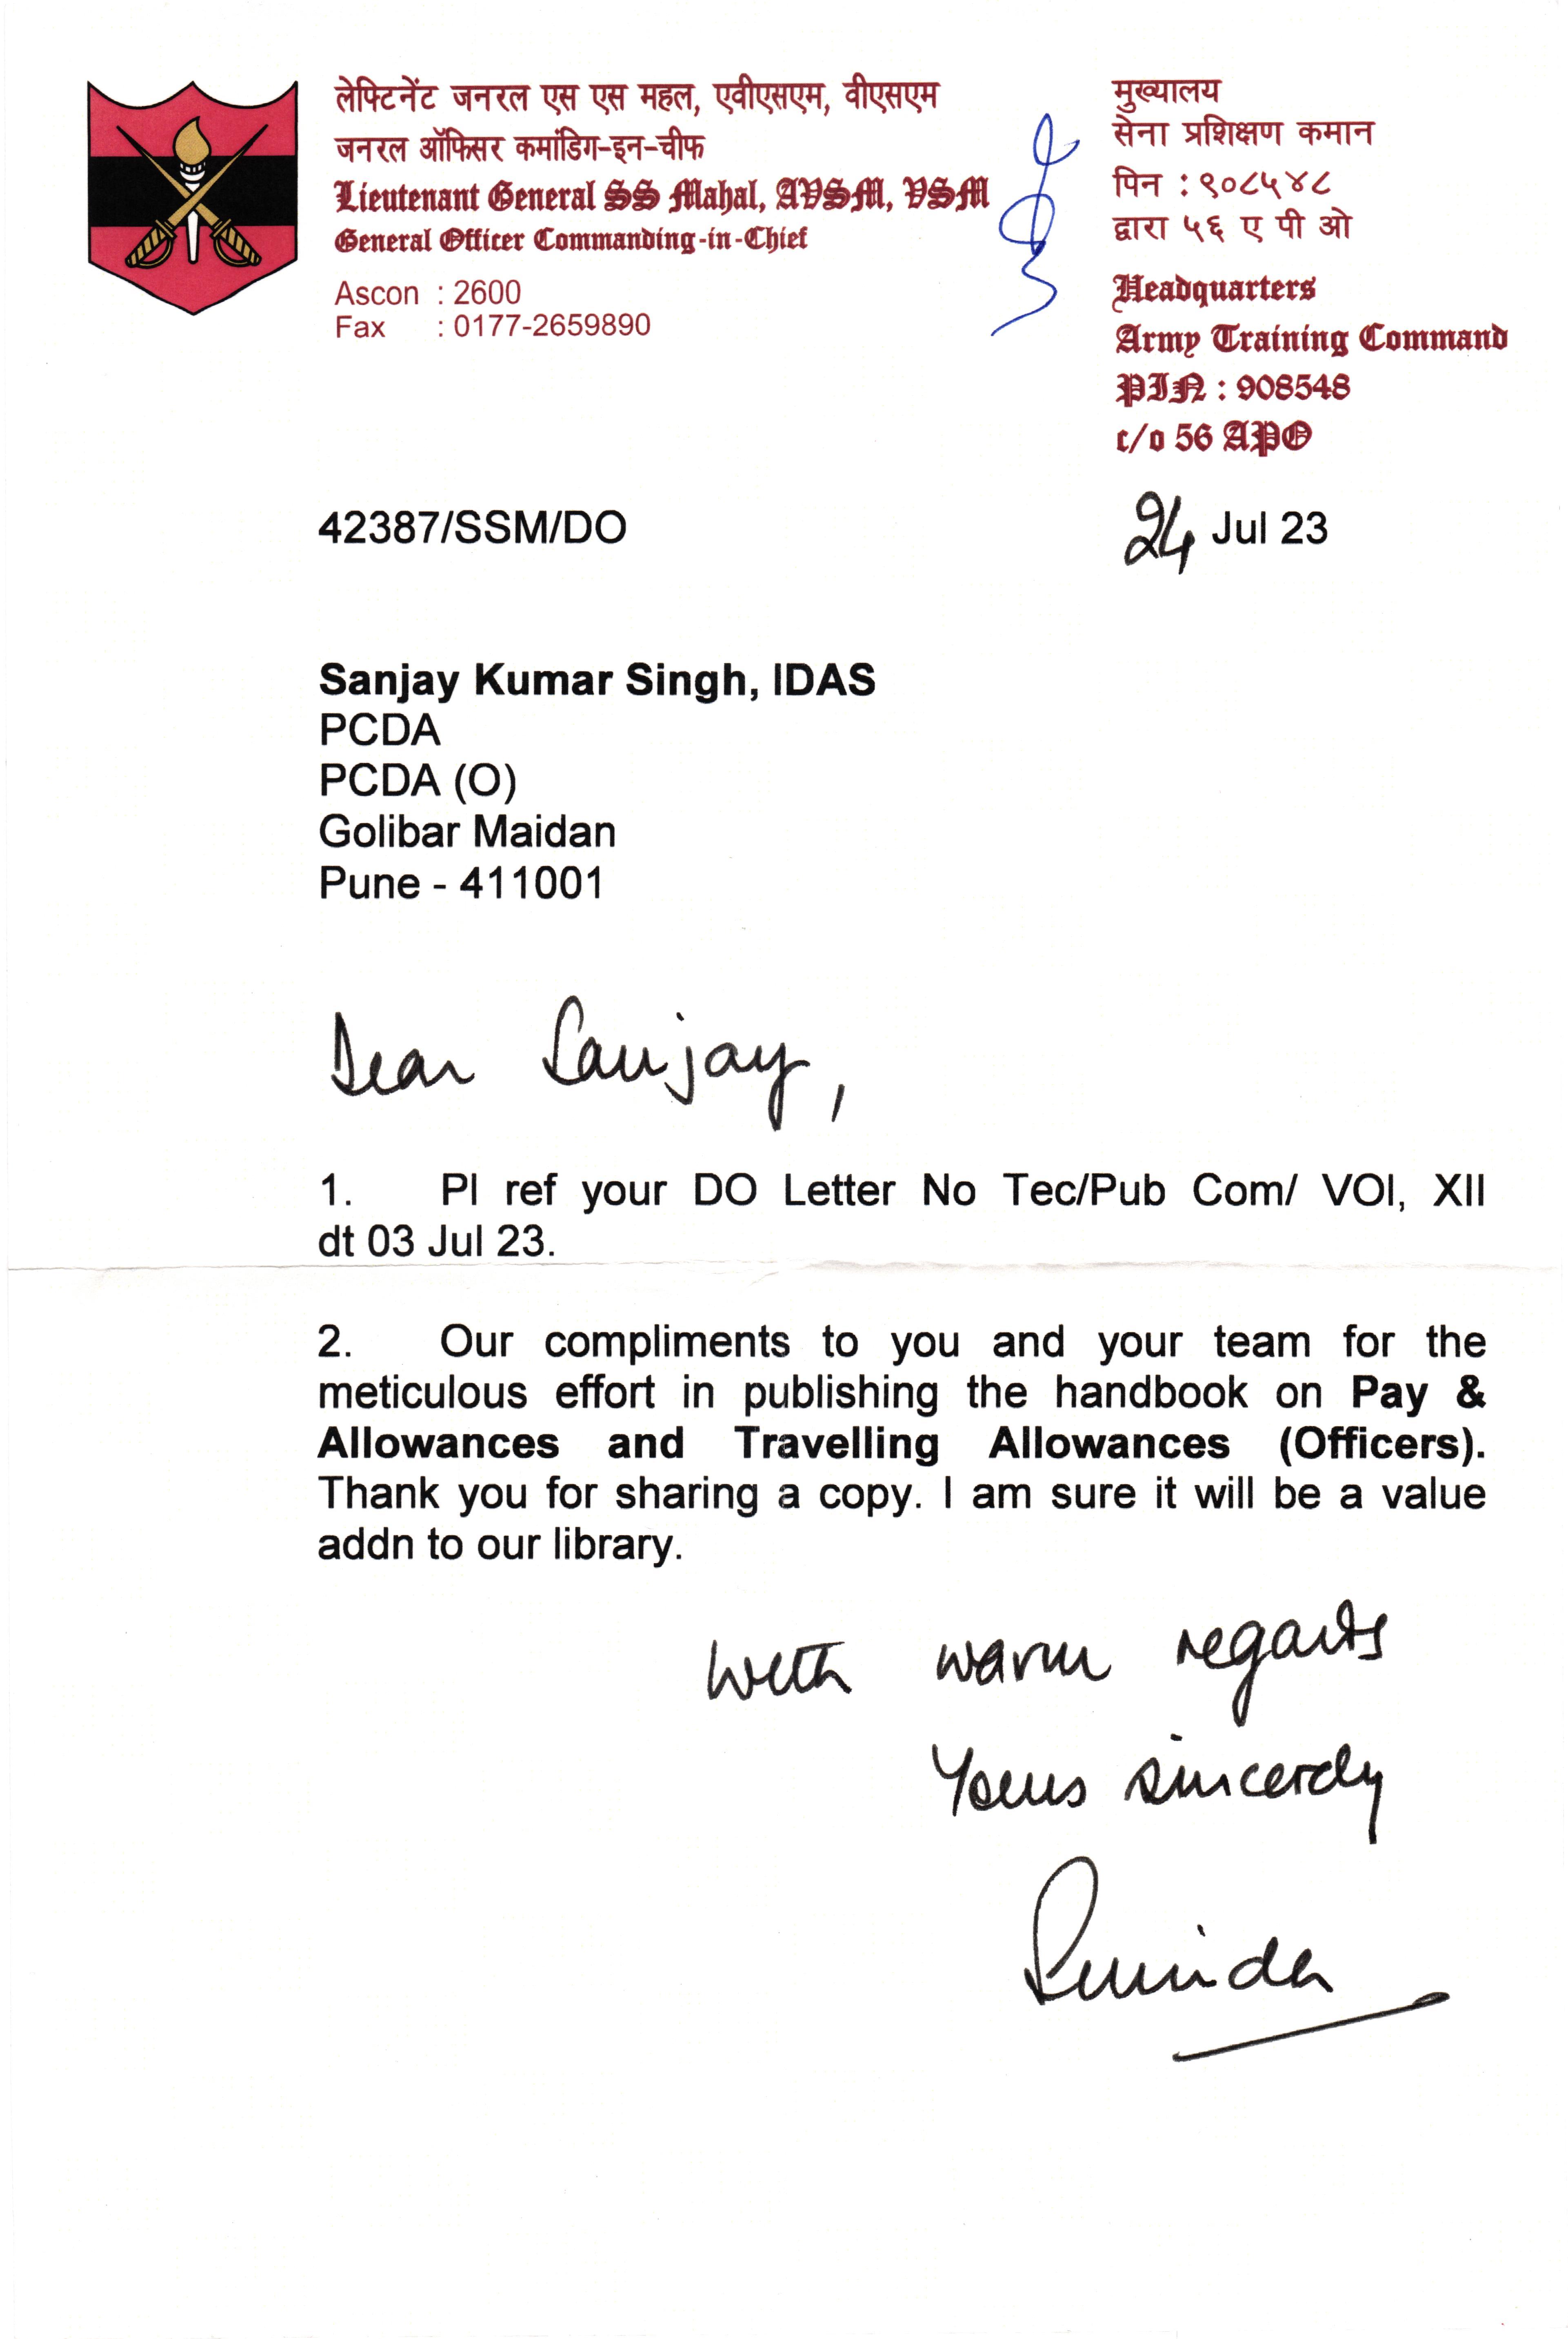 लेफ्टिनेंट जनरल एस एस महल, एवीएसएम, वीएसएम
जनरल ऑफिसर कमांडिग-इन-चीफ
Lieutenant General SS Mahal, AVSM, VSM
General Officer Commanding-in-Chief
Ascon : 2600
Fax : 0177-2659890
मुख्यालय
सेना प्रशिक्षण कमान
पिन : ९०८५४८
द्वारा ५६ ए पी ओ
Headquarters
Army Training Command
PIN : 908548
c/o 56 APO
42387/SSM/DO
24 Jul 23
Sanjay Kumar Singh, IDAS
PCDA
PCDA (O)
Golibar Maidan
Pune - 411001
Dear Sanjay,
1. Pl ref your DO Letter No Tec/Pub Com/ VOl, XII
dt 03 Jul 23.
2. Our compliments to you and your team for the
meticulous effort in publishing the handbook on Pay &
Allowances and Travelling Allowances (Officers).
Thank you for sharing a copy. I am sure it will be a value
addn to our library.
With warm regards
Yours sincerely